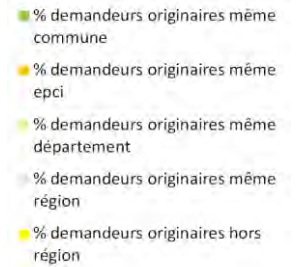 % demandeurs originaires même
commune
% demandeurs originaires même
epci
% demandeurs originaires même
département
% demandeurs originaires même
région
% demandeurs originaires hors
région